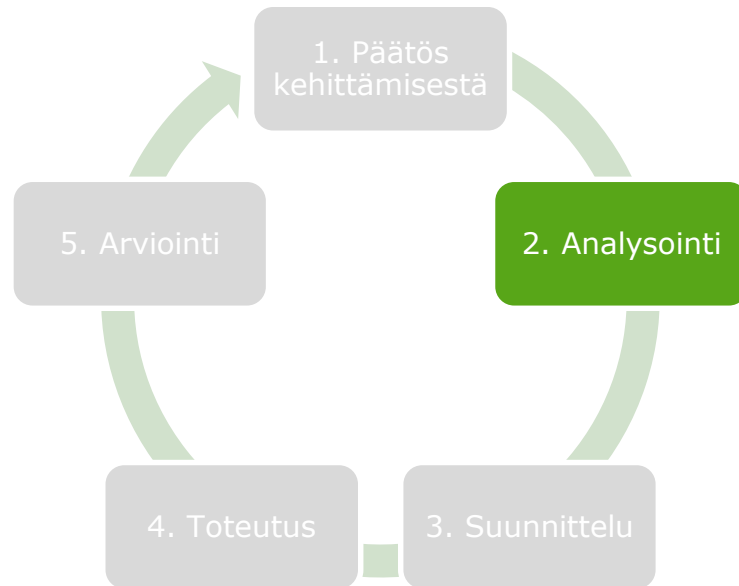 1. Päätös
kehittämisestä
2. Analysointi
3. Suunnittelu
4. Toteutus
5. Arviointi